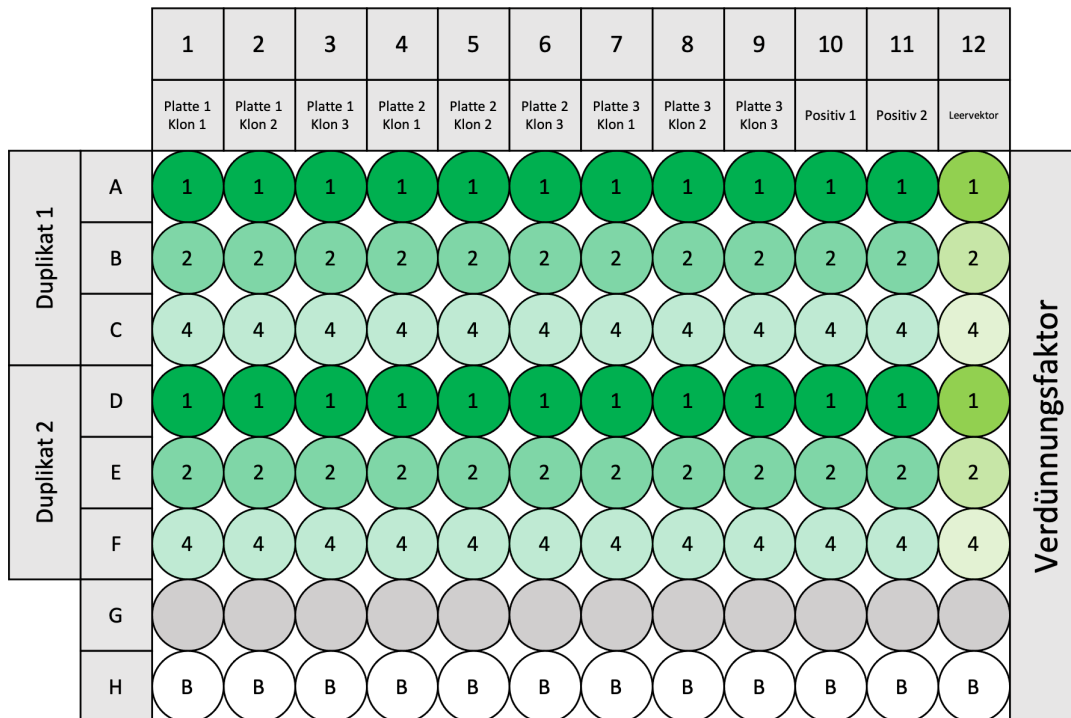 1 2 3 4 5 6 7 8 9 10 11 12
Platte 1 Platte 1 Platte 1 Platte 2 Platte 2 Platte 2 Platte 3 Platte 3 Platte 3 Positiv 1 Positiv 2 Leervektor
Klon 1 Klon 2 Klon 3 Klon 1 Klon 2 Klon 3 Klon 1 Klon 2 Klon 3
Duplikat 1
A 1 1 1 1 1 1 1 1 1 1 1 1
B 2 2 2 2 2 2 2 2 2 2 2 2
C 4 4 4 4 4 4 4 4 4 4 4 4
Duplikat 2
D 1 1 1 1 1 1 1 1 1 1 1 1
E 2 2 2 2 2 2 2 2 2 2 2 2
F 4 4 4 4 4 4 4 4 4 4 4 4
G
H B B B B B B B B B B B B
Verdünnungsfaktor